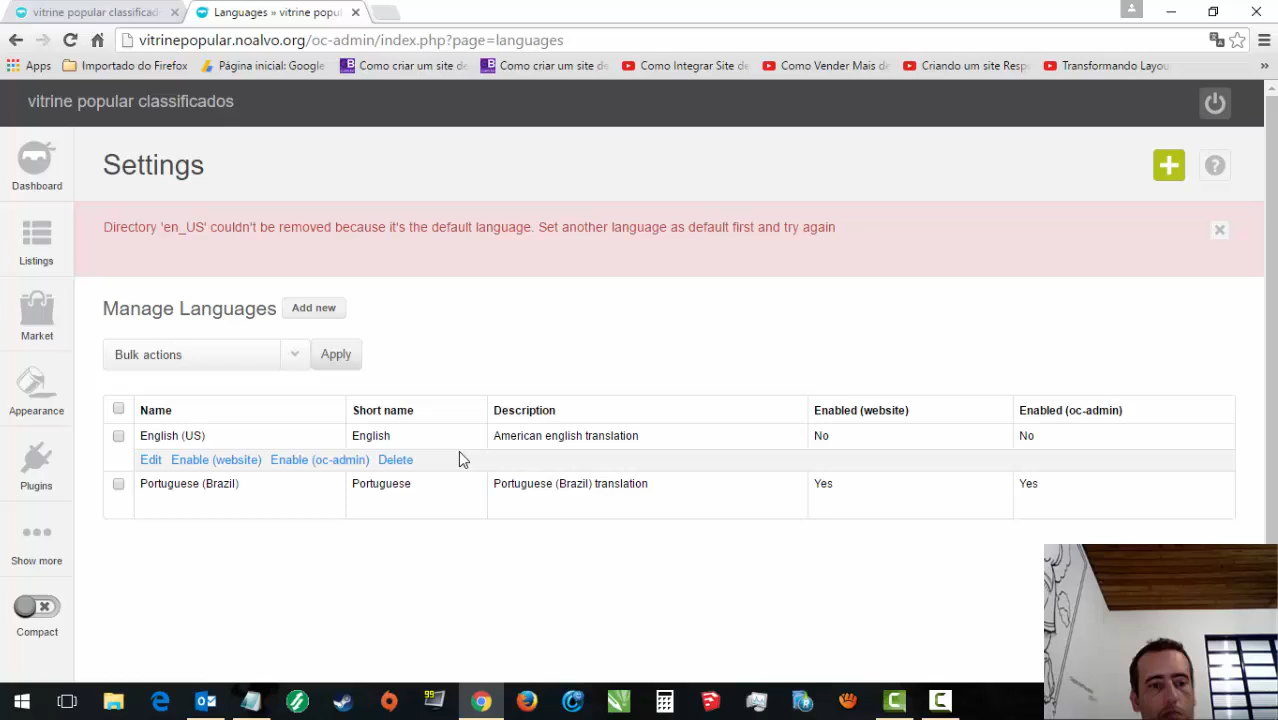 vitrine popular classificado
Languages » vitrine popul
vitrinepopular.noalvo.org/oc-admin/index.php?page=languages
Apps
Importado do Firefox
Página inicial: Google
Como criar um site de
Como criar um site de
Como Integrar Site de
Como Vender Mais de
Criando um site Resp
Transformando Layou
vitrine popular classificados
Dashboard
Listings
Market
Appearance
Plugins
Show more
Compact
Settings
Directory 'en_US' couldn't be removed because it's the default language. Set another language as default first and try again
Manage Languages
Add new
Bulk actions
Apply
Name Short name Description Enabled (website) Enabled (oc-admin)
English (US) English American english translation No No
Edit Enable (website) Enable (oc-admin) Delete
Portuguese (Brazil) Portuguese Portuguese (Brazil) translation Yes Yes
99